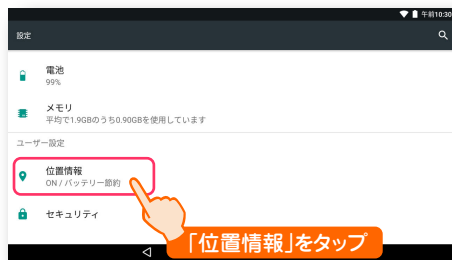 午前10:30
設定
電池
99%
メモリ
平均で1.9GBのうち0.90GBを使用しています
ユーザー設定
位置情報
ON / バッテリー節約
セキュリティ
「位置情報」をタップ